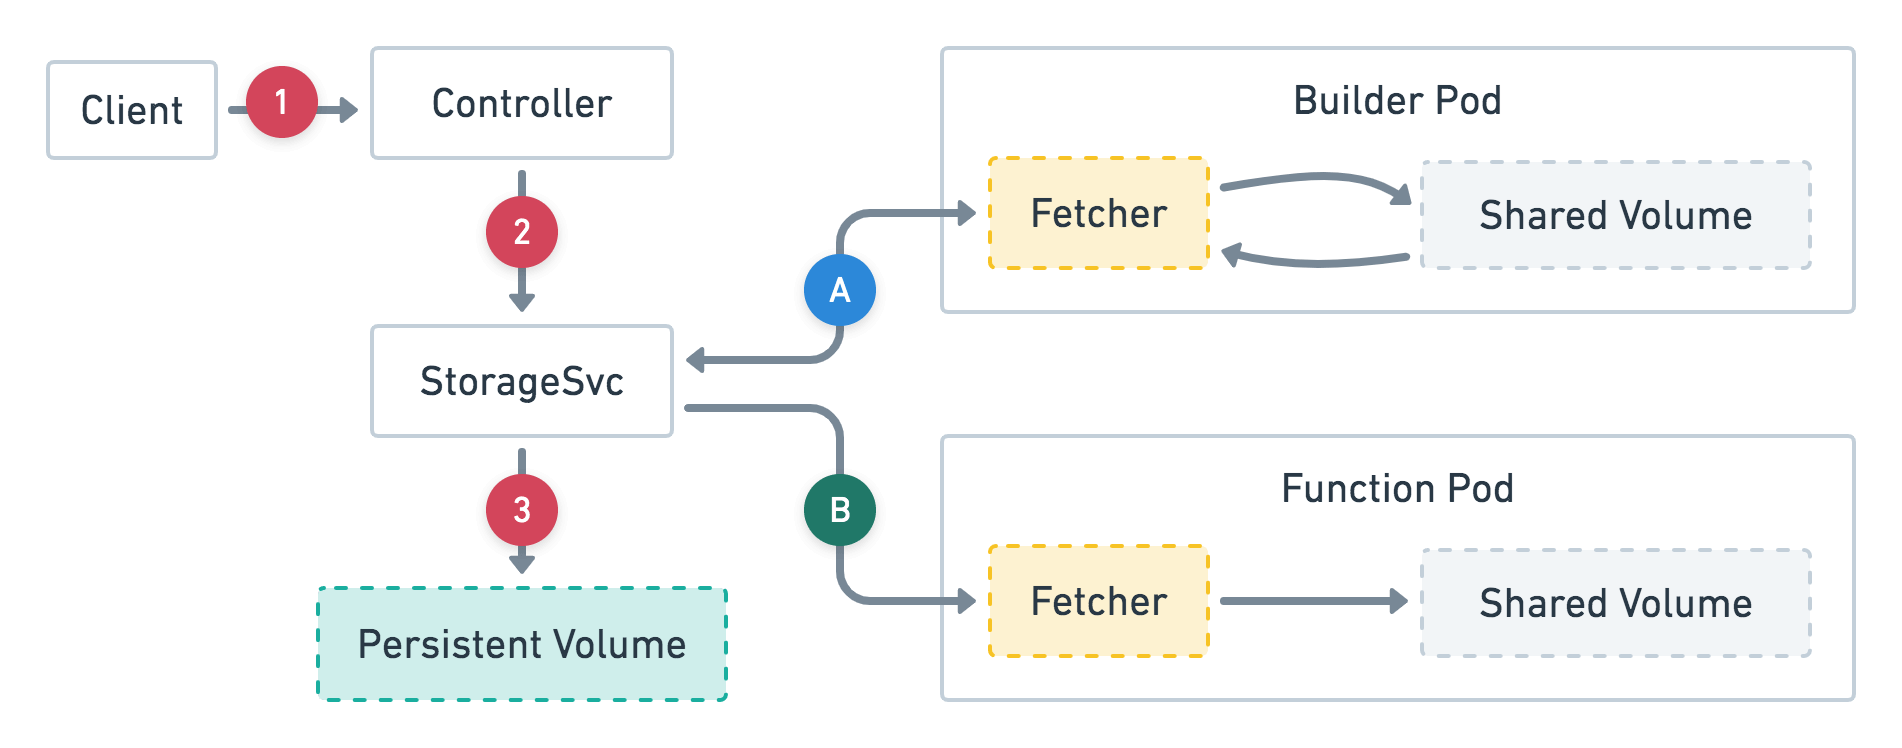 Client
1
Controller
2
StorageSvc
3
Persistent Volume
A
B
Builder Pod
Fetcher
Shared Volume
Function Pod
Fetcher
Shared Volume